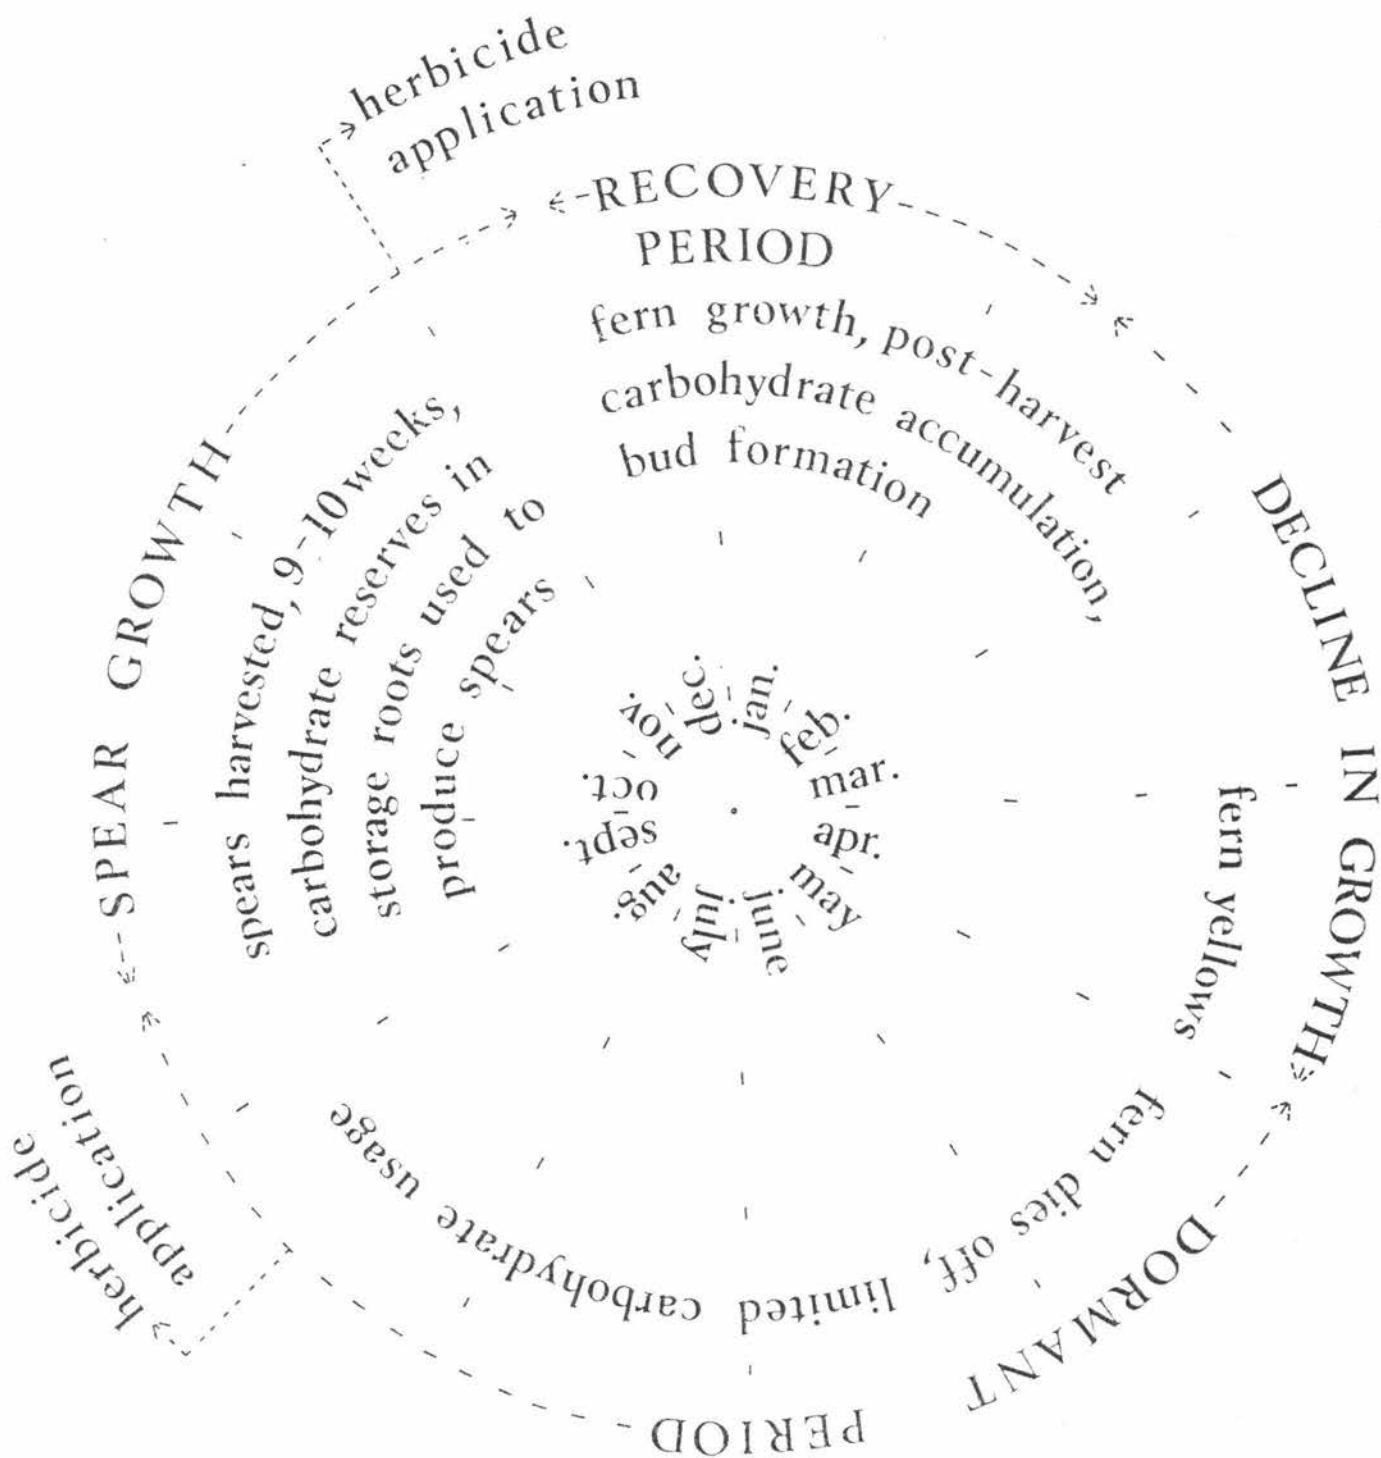 herbicide
application
RECOVERY
PERIOD
fern growth, post-harvest
carbohydrate accumulation,
bud formation
DECLINE IN GROWTH
fern yellows
DORMANT PERIOD
fern dies off, limited carbohydrate usage
herbicide
application
SPEAR GROWTH
spears harvested, 9-10 weeks,
carbohydrate reserves in
storage roots used to
produce spears
jan.
feb.
mar.
apr.
may
june
july
aug.
sept.
oct.
nov.
dec.